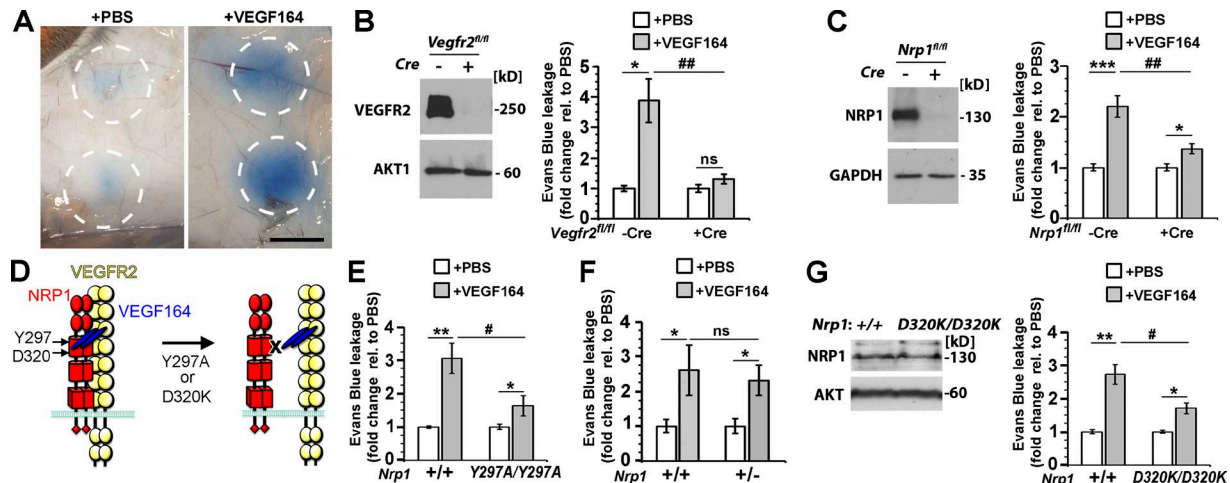 A
+PBS
+VEGF164
B
Vegfr2fl/fl
Cre - +
[kD]
VEGFR2
-250
AKT1
- 60
+PBS
+VEGF164
Evans Blue leakage
(fold change rel. to PBS)
5
4
3
2
1
0
*
##
ns
Vegfr2fl/fl -Cre +Cre
C
Nrp1fl/fl
Cre - +
[kD]
NRP1
-130
GAPDH
- 35
+PBS
+VEGF164
Evans Blue leakage
(fold change rel. to PBS)
3
2
1
0
***
##
*
Nrp1fl/fl -Cre +Cre
D
VEGFR2
NRP1
VEGF164
Y297
D320
Y297A
or
D320K
X
E
+PBS
+VEGF164
Evans Blue leakage
(fold change rel. to PBS)
4
3
2
1
0
**
#
*
Nrp1 +/+ Y297A/Y297A
F
+PBS
+VEGF164
Evans Blue leakage
(fold change rel. to PBS)
4
3
2
1
0
*
ns
*
Nrp1 +/+ +/-
G
Nrp1: +/+ D320K/D320K
[kD]
NRP1
-130
AKT
-60
+PBS
+VEGF164
Evans Blue leakage
(fold change rel. to PBS)
4
3
2
1
0
**
#
*
Nrp1 +/+ D320K/D320K